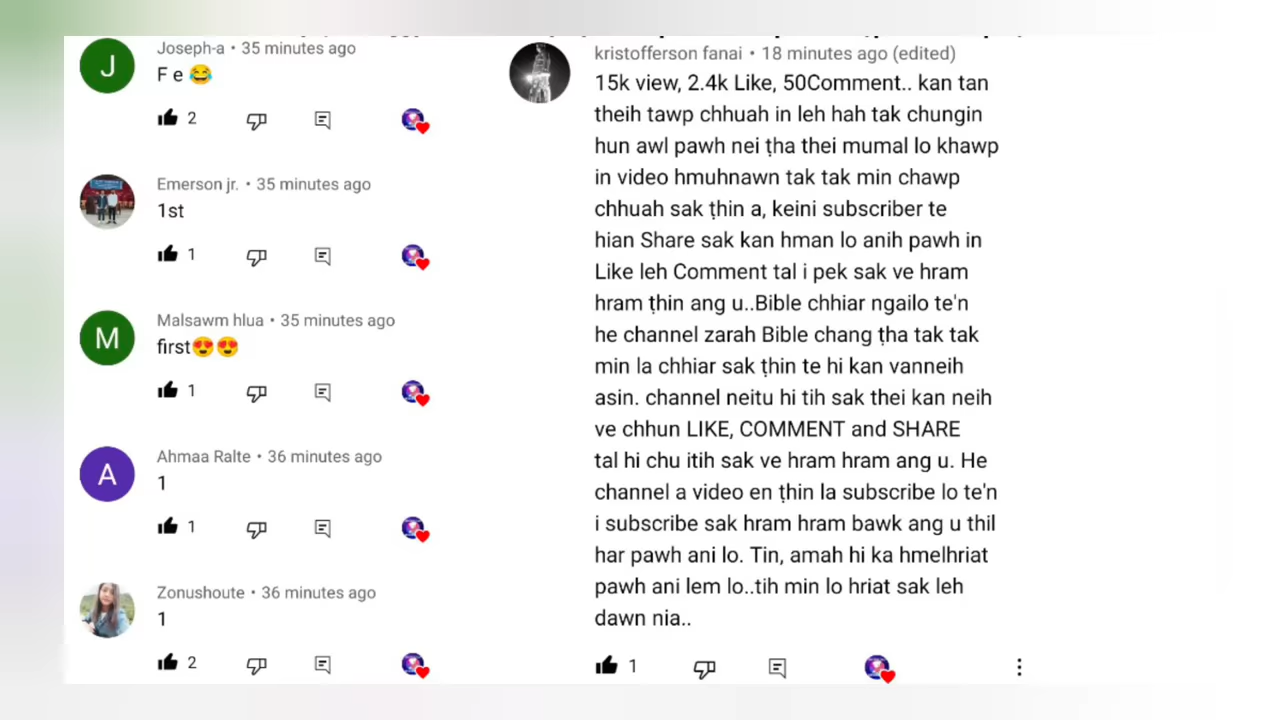 Joseph-a • 35 minutes ago
F e 😂
2
Emerson jr. • 35 minutes ago
1st
1
Malsawm hlua • 35 minutes ago
first😍😍
1
Ahmaa Ralte • 36 minutes ago
1
1
Zonushoute • 36 minutes ago
1
2
kristofferson fanai • 18 minutes ago (edited)
15k view, 2.4k Like, 50Comment.. kan tan
theih tawp chhuah in leh hah tak chungin
hun awl pawh nei ṭha thei mumal lo khawp
in video hmuhnawn tak tak min chawp
chhuah sak ṭhin a, keini subscriber te
hian Share sak kan hman lo anih pawh in
Like leh Comment tal i pek sak ve hram
hram ṭhin ang u..Bible chhiar ngailo te'n
he channel zarah Bible chang ṭha tak tak
min la chhiar sak ṭhin te hi kan vanneih
asin. channel neitu hi tih sak thei kan neih
ve chhun LIKE, COMMENT and SHARE
tal hi chu itih sak ve hram hram ang u. He
channel a video en ṭhin la subscribe lo te'n
i subscribe sak hram hram bawk ang u thil
har pawh ani lo. Tin, amah hi ka hmelhriat
pawh ani lem lo..tih min lo hriat sak leh
dawn nia..
1
J
M
A